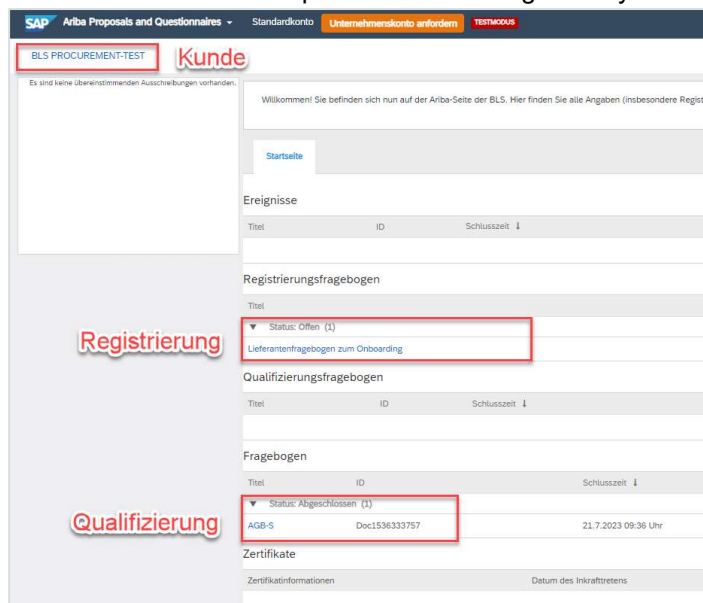 SAP Ariba Proposals and Questionnaires Standardkonto Unternehmenskonto anfordern TESTMODUS
BLS PROCUREMENT-TEST Kunde
Es sind keine übereinstimmenden Ausschreibungen vorhanden.
Willkommen! Sie befinden sich nun auf der Ariba-Seite der BLS. Hier finden Sie alle Angaben (insbesondere Regist
Startseite
Ereignisse
Titel ID Schlusszeit ↓
Registrierungsfragebogen
Titel
▼ Status: Offen (1)
Registrierung
Lieferantenfragebogen zum Onboarding
Qualifizierungsfragebogen
Titel ID Schlusszeit ↓
Fragebogen
Titel ID Schlusszeit ↓
▼ Status: Abgeschlossen (1)
Qualifizierung
AGB-S Doc1536333757 21.7.2023 09:36 Uhr
Zertifikate
Zertifikatinformationen Datum des Inkrafttretens